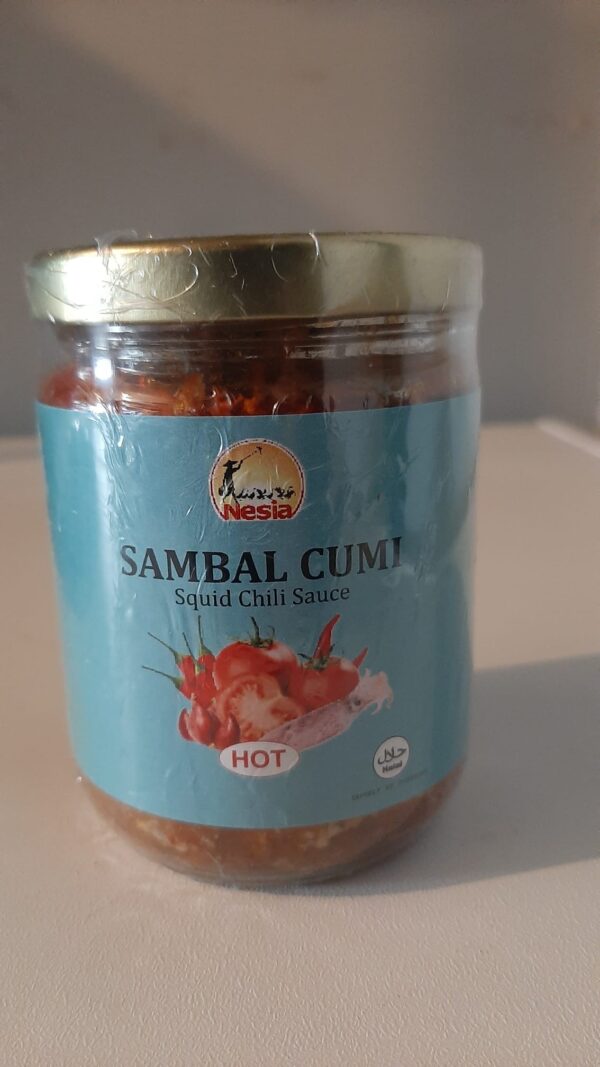 Nesia
SAMBAL CUMI
Squid Chili Sauce
HOT
حلال
Halal